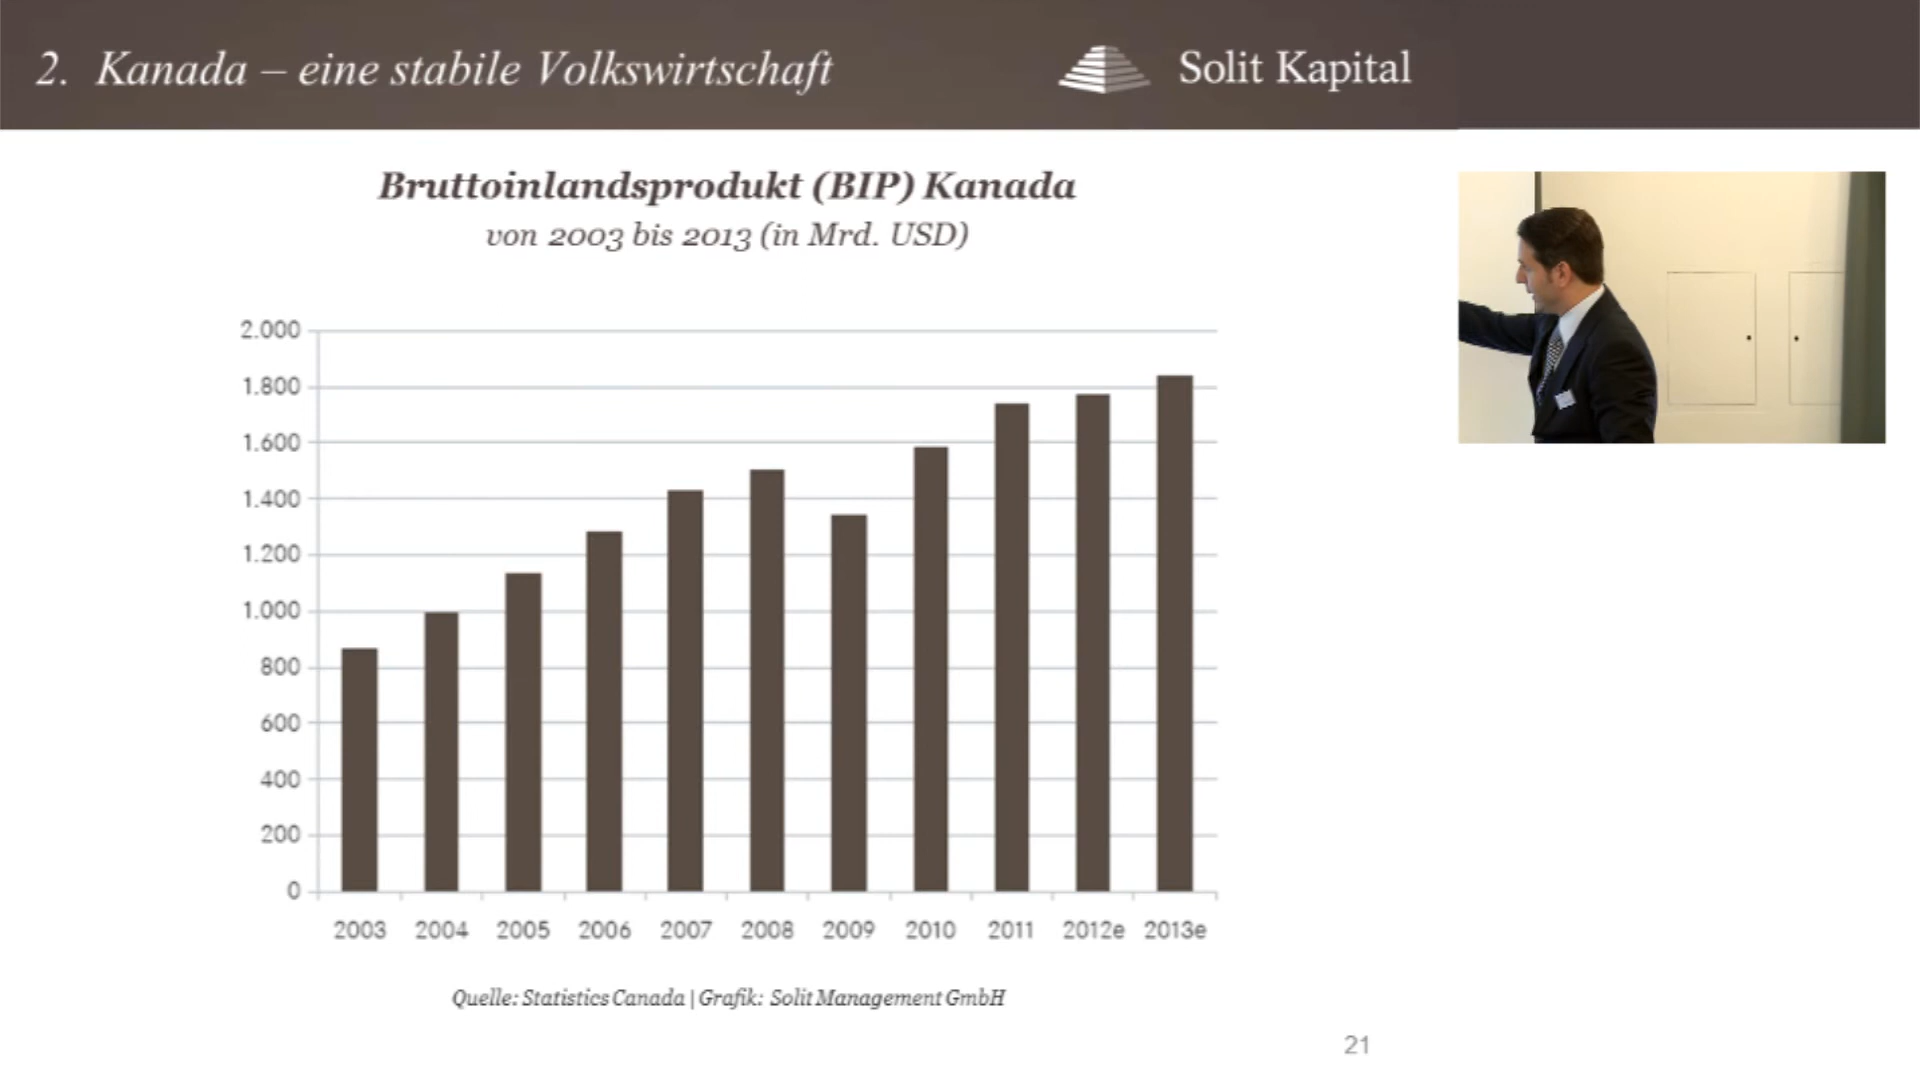 2. Kanada – eine stabile Volkswirtschaft
Solit Kapital
Bruttoinlandsprodukt (BIP) Kanada
von 2003 bis 2013 (in Mrd. USD)
2.000
1.800
1.600
1.400
1.200
1.000
800
600
400
200
0
2003 2004 2005 2006 2007 2008 2009 2010 2011 2012e 2013e
Quelle: Statistics Canada | Grafik: Solit Management GmbH
21